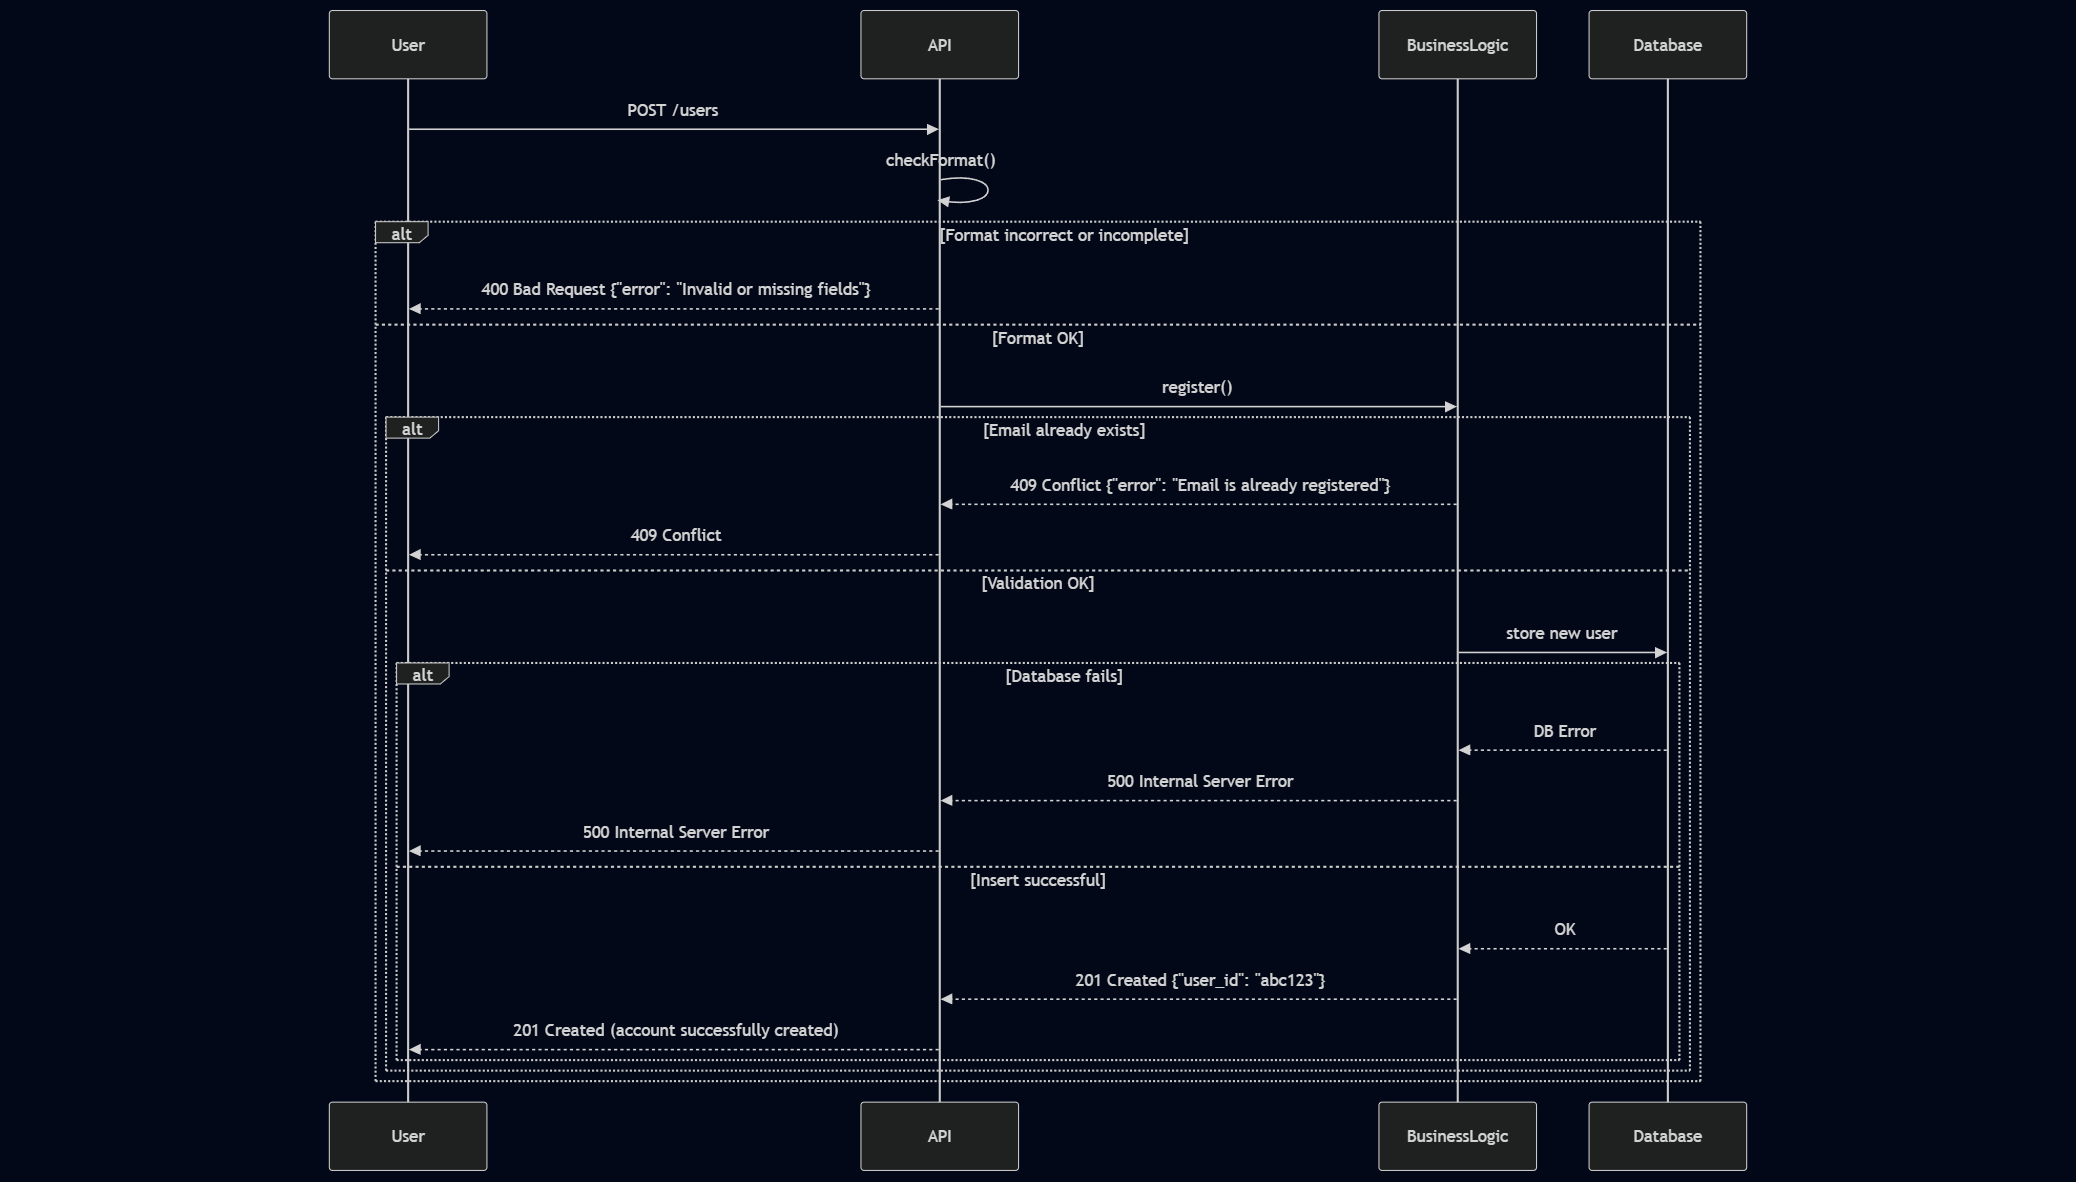 User
API
BusinessLogic
Database
POST /users
checkFormat()
alt
[Format incorrect or incomplete]
400 Bad Request {"error": "Invalid or missing fields"}
[Format OK]
register()
alt
[Email already exists]
409 Conflict {"error": "Email is already registered"}
409 Conflict
[Validation OK]
store new user
alt
[Database fails]
DB Error
500 Internal Server Error
500 Internal Server Error
[Insert successful]
OK
201 Created {"user_id": "abc123"}
201 Created (account successfully created)
User
API
BusinessLogic
Database